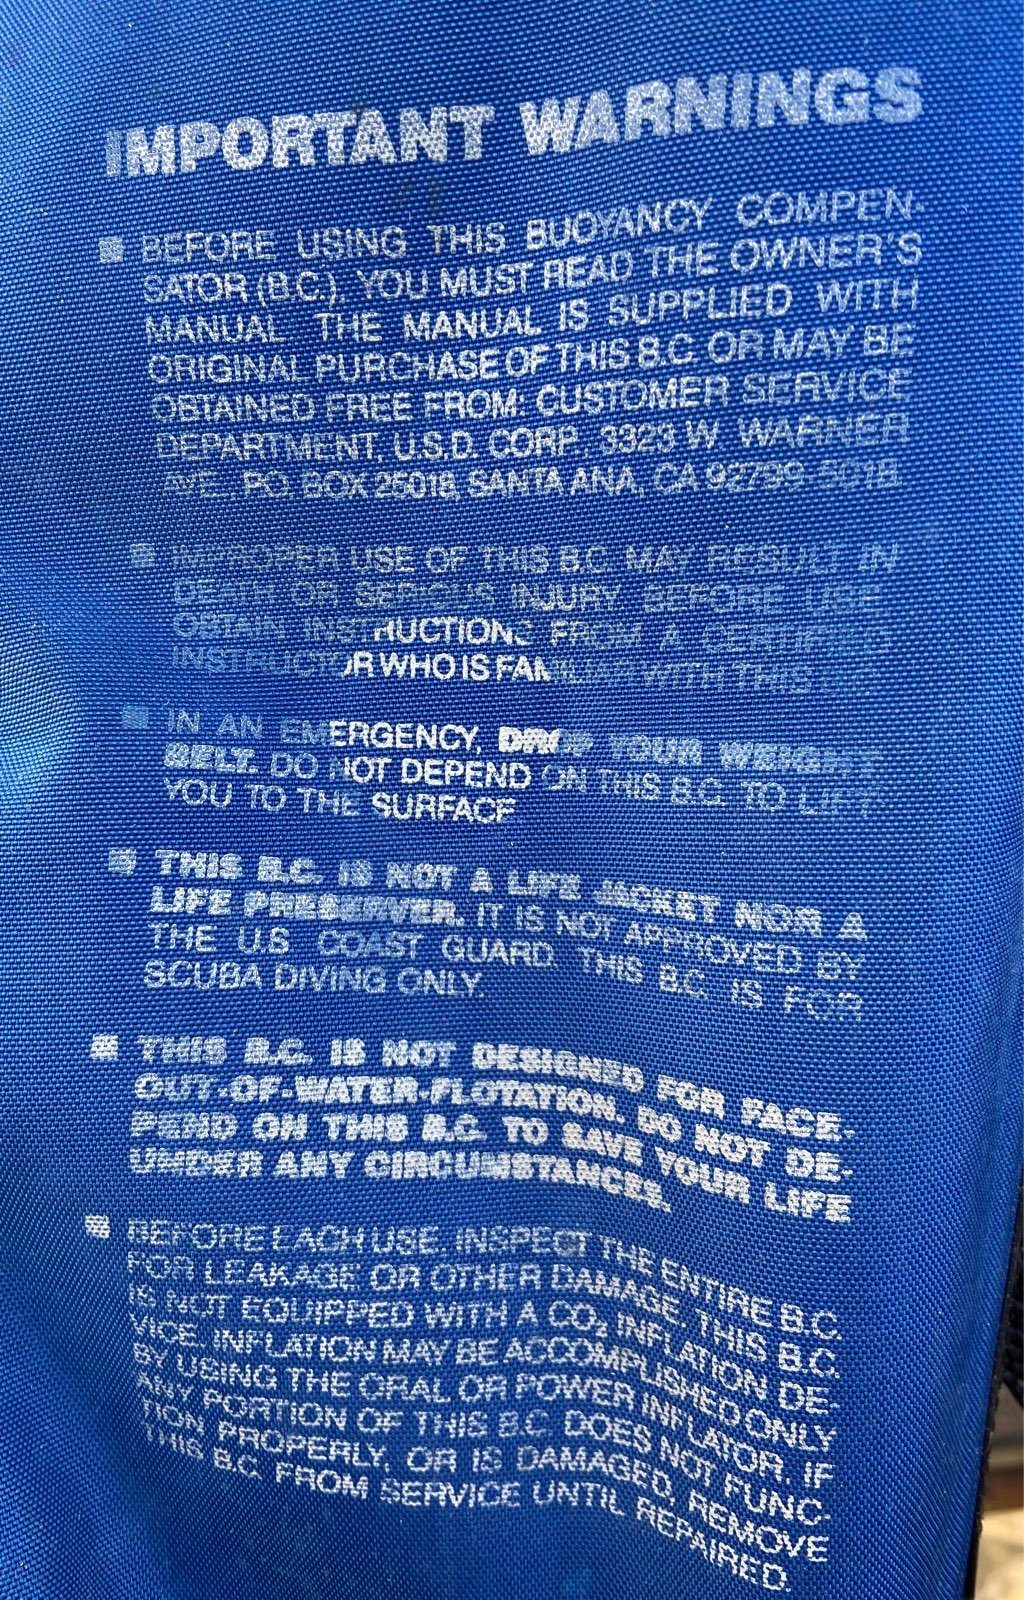 IMPORTANT WARNINGS
■ BEFORE USING THIS BUOYANCY COMPEN-
SATOR (B.C.), YOU MUST READ THE OWNER'S
MANUAL THE MANUAL IS SUPPLIED WITH
ORIGINAL PURCHASE OF THIS B.C. OR MAY BE
OBTAINED FREE FROM: CUSTOMER SERVICE
DEPARTMENT, U.S.D. CORP., 3323 W. WARNER
AVE., P.O. BOX 25018, SANTA ANA, CA 92799-5018.
■ IMPROPER USE OF THIS B.C. MAY RESULT IN
DEATH OR SERIOUS INJURY. BEFORE USE,
OBTAIN INSTRUCTIONS FROM A CERTIFIED
INSTRUCTOR WHO IS FAMILIAR WITH THIS B.C.
■ IN AN EMERGENCY, DROP YOUR WEIGHT
BELT. DO NOT DEPEND ON THIS B.C. TO LIFT
YOU TO THE SURFACE
■ THIS B.C. IS NOT A LIFE JACKET NOR A
LIFE PRESERVER. IT IS NOT APPROVED BY
THE U.S. COAST GUARD. THIS B.C. IS FOR
SCUBA DIVING ONLY.
■ THIS B.C. IS NOT DESIGNED FOR FACE-
OUT-OF-WATER-FLOTATION. DO NOT DE-
PEND ON THIS B.C. TO SAVE YOUR LIFE
UNDER ANY CIRCUMSTANCES.
■ BEFORE EACH USE, INSPECT THE ENTIRE B.C.
FOR LEAKAGE OR OTHER DAMAGE. THIS B.C.
IS NOT EQUIPPED WITH A CO₂ INFLATION DE-
VICE. INFLATION MAY BE ACCOMPLISHED ONLY
BY USING THE ORAL OR POWER INFLATOR. IF
ANY PORTION OF THIS B.C. DOES NOT FUNC-
TION PROPERLY, OR IS DAMAGED, REMOVE
THIS B.C. FROM SERVICE UNTIL REPAIRED.